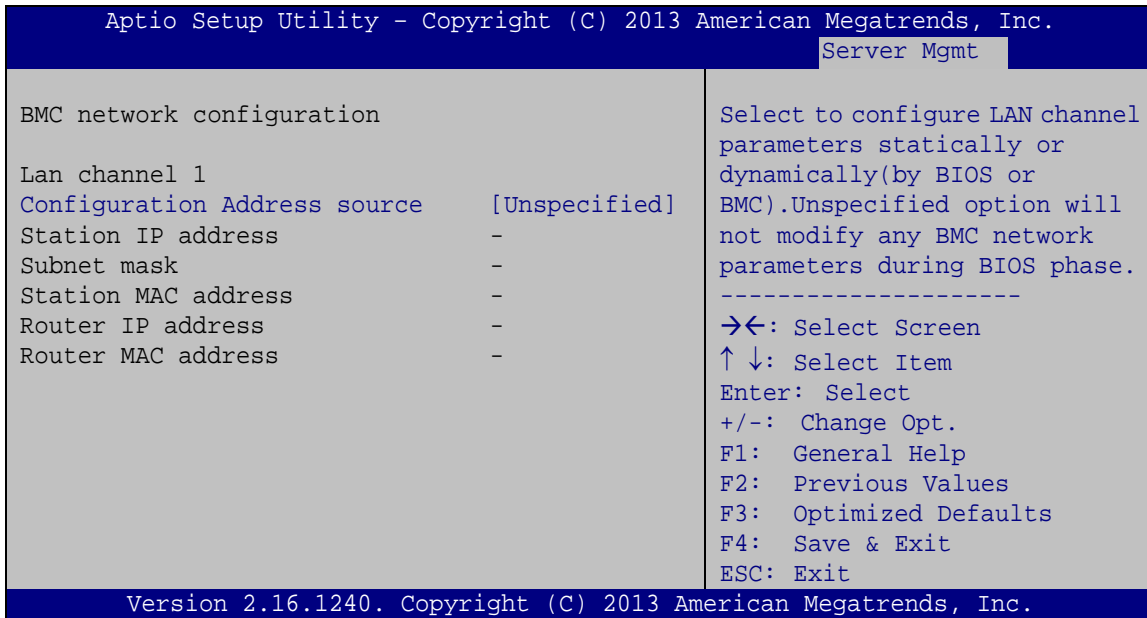 Aptio Setup Utility – Copyright (C) 2013 American Megatrends, Inc.
Server Mgmt
BMC network configuration
Lan channel 1
Configuration Address source [Unspecified]
Station IP address -
Subnet mask -
Station MAC address -
Router IP address -
Router MAC address -
Select to configure LAN channel
parameters statically or
dynamically(by BIOS or
BMC).Unspecified option will
not modify any BMC network
parameters during BIOS phase.
---------------------
→←: Select Screen
↑ ↓: Select Item
Enter: Select
+/-: Change Opt.
F1: General Help
F2: Previous Values
F3: Optimized Defaults
F4: Save & Exit
ESC: Exit
Version 2.16.1240. Copyright (C) 2013 American Megatrends, Inc.